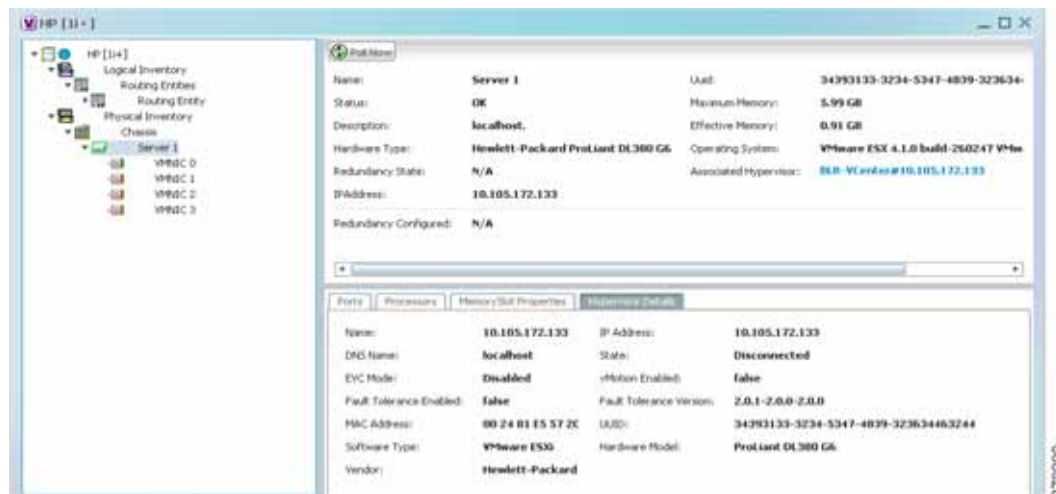 HP [1i+]
HP [1i+]
Logical Inventory
Routing Entities
Routing Entity
Physical Inventory
Chassis
Server 1
VMNIC 0
VMNIC 1
VMNIC 2
VMNIC 3
Poll Now
Name: Server 1 Uuid: 34393133-3234-5347-4839-323634
Status: OK Maximum Memory: 5.99 GB
Description: localhost. Effective Memory: 0.91 GB
Hardware Type: Hewlett-Packard ProLiant DL380 G6 Operating System: VMware ESX 4.1.0 build-260247 VMw
Redundancy State: N/A Associated Hypervisor: #10.105.172.133
IPAddress: 10.105.172.133
Redundancy Configured: N/A
Ports Processors Memory Slot Properties Hypervisor Details
Name: 10.105.172.133 IP Address: 10.105.172.133
DNS Name: localhost State: Disconnected
EVC Mode: Disabled vMotion Enabled: false
Fault Tolerance Enabled: false Fault Tolerance Version: 2.0.1-2.0.0-2.0.0
MAC Address: 00 24 81 E5 57 2C UUID: 34393133-3234-5347-4839-323634463244
Software Type: VMware ESXi Hardware Model: ProLiant DL380 G6
Vendor: Hewlett-Packard